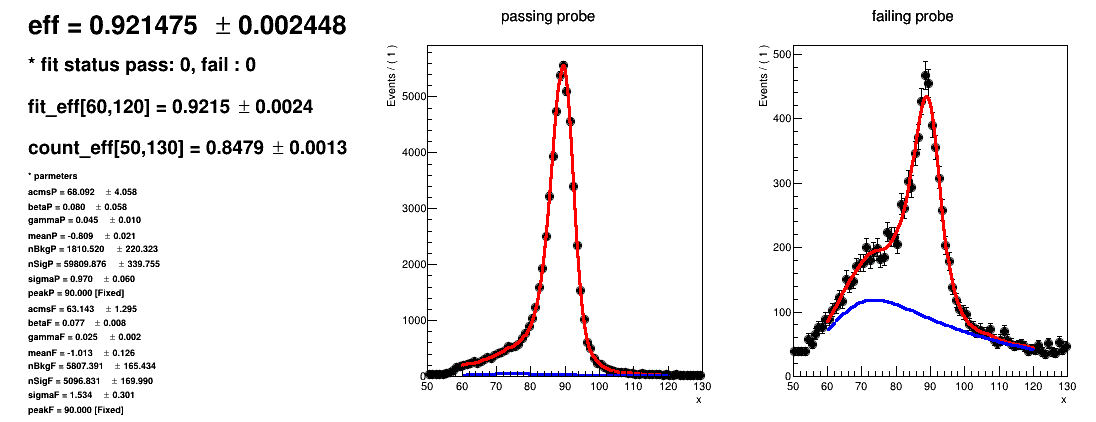 eff = 0.921475 ± 0.002448
* fit status pass: 0, fail : 0
fit_eff[60,120] = 0.9215 ± 0.0024
count_eff[50,130] = 0.8479 ± 0.0013
* parmeters
acmsP = 68.092 ± 4.058
betaP = 0.080 ± 0.058
gammaP = 0.045 ± 0.010
meanP = -0.809 ± 0.021
nBkgP = 1810.520 ± 220.323
nSigP = 59809.876 ± 339.755
sigmaP = 0.970 ± 0.060
peakP = 90.000 [Fixed]
acmsF = 63.143 ± 1.295
betaF = 0.077 ± 0.008
gammaF = 0.025 ± 0.002
meanF = -1.013 ± 0.126
nBkgF = 5807.391 ± 165.434
nSigF = 5096.831 ± 169.990
sigmaF = 1.534 ± 0.301
peakF = 90.000 [Fixed]
passing probe
Events / ( 1 )
5000
4000
3000
2000
1000
0
50 60 70 80 90 100 110 120 130
x
failing probe
Events / ( 1 )
500
400
300
200
100
0
50 60 70 80 90 100 110 120 130
x